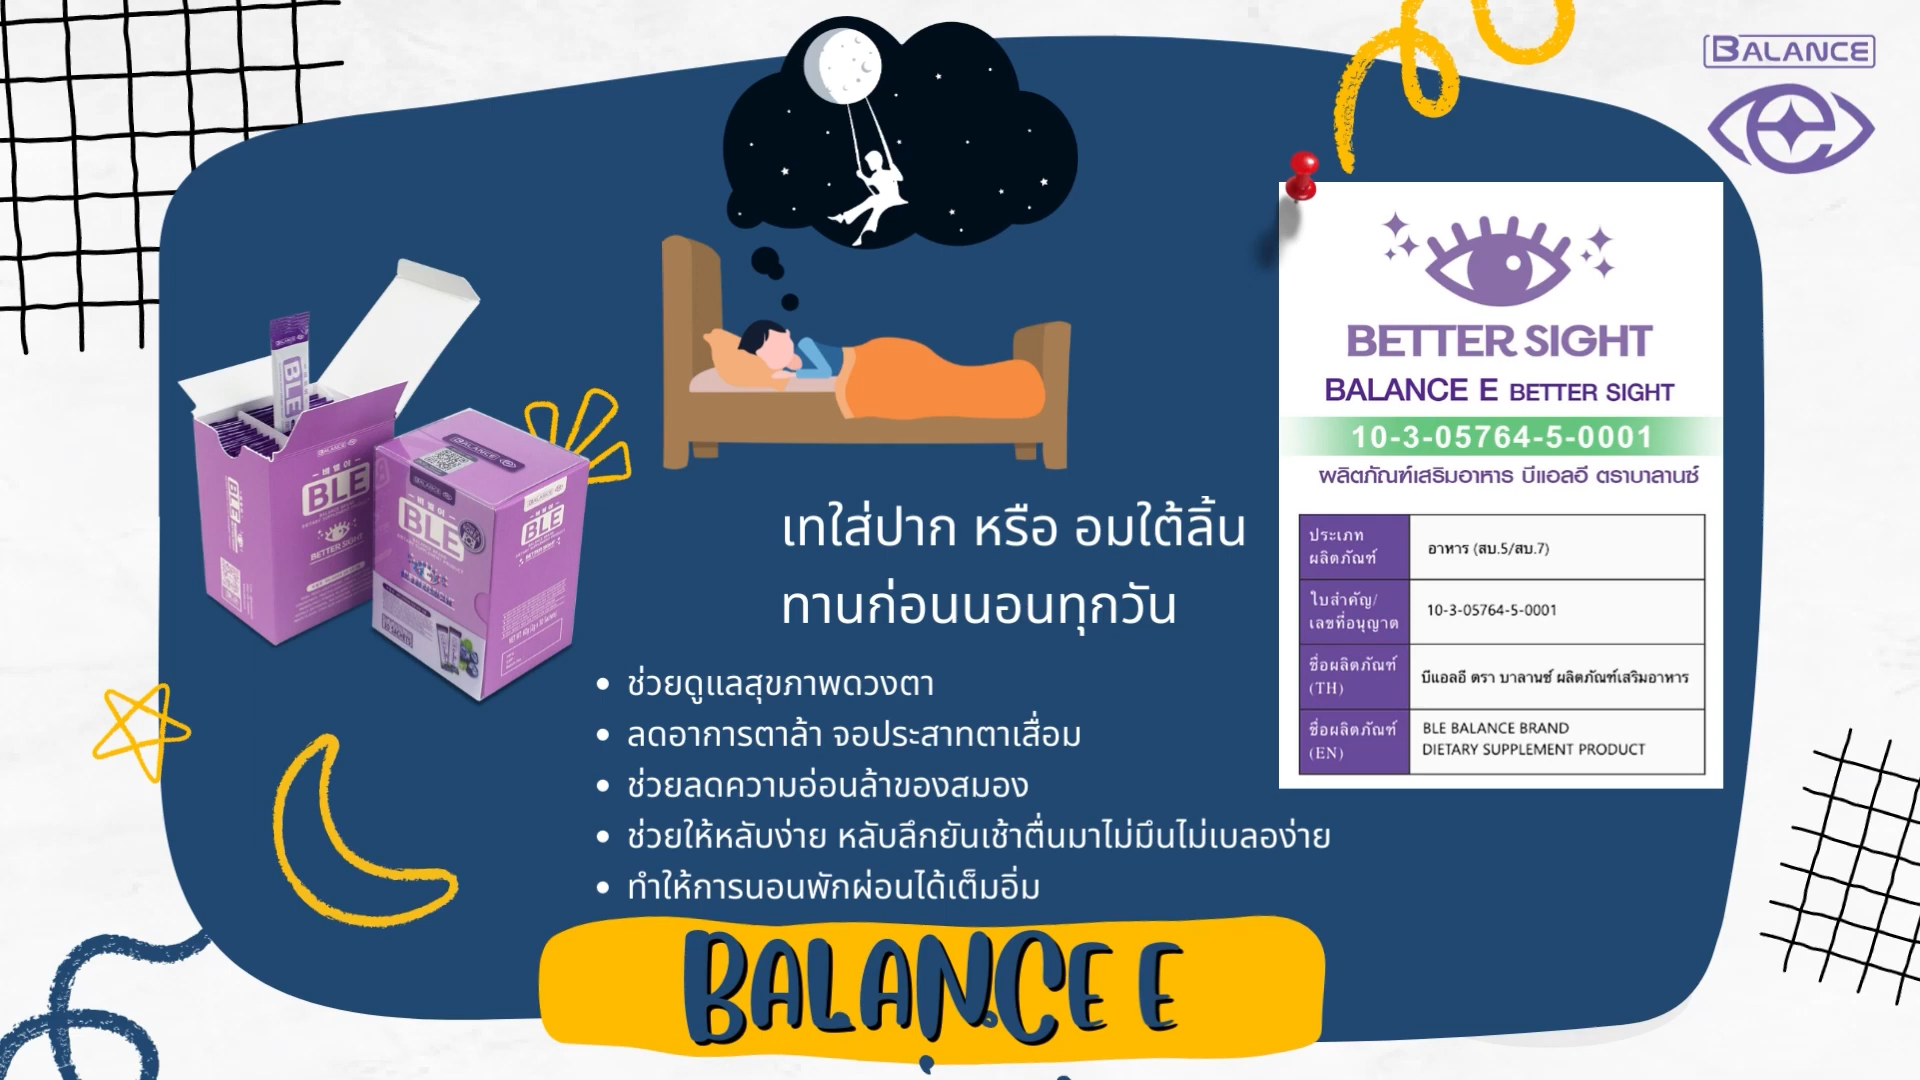 BALANCE
BETTER SIGHT
BALANCE E BETTER SIGHT
10-3-05764-5-0001
ผลิตภัณฑ์เสริมอาหาร บีแอลอี ตราบาลานซ์
ประเภท
ผลิตภัณฑ์
อาหาร (สบ.5/สบ.7)
ใบสำคัญ/
เลขที่อนุญาต
10-3-05764-5-0001
ชื่อผลิตภัณฑ์
(TH)
บีแอลอี ตรา บาลานซ์ ผลิตภัณฑ์เสริมอาหาร
ชื่อผลิตภัณฑ์
(EN)
BLE BALANCE BRAND
DIETARY SUPPLEMENT PRODUCT
BLE
BALANCE
비엘이
BLE
BETTER SIGHT
BALANCE
비엘이
BLE
BALANCE
BLE
BETTER SIGHT
เทใส่ปาก หรือ อมใต้ลิ้น
ทานก่อนนอนทุกวัน
• ช่วยดูแลสุขภาพดวงตา
• ลดอาการตาล้า จอประสาทตาเสื่อม
• ช่วยลดความอ่อนล้าของสมอง
• ช่วยให้หลับง่าย หลับลึกยันเช้าตื่นมาไม่มึนไม่เบลอง่าย
• ทำให้การนอนพักผ่อนได้เต็มอิ่ม
BALANCE E